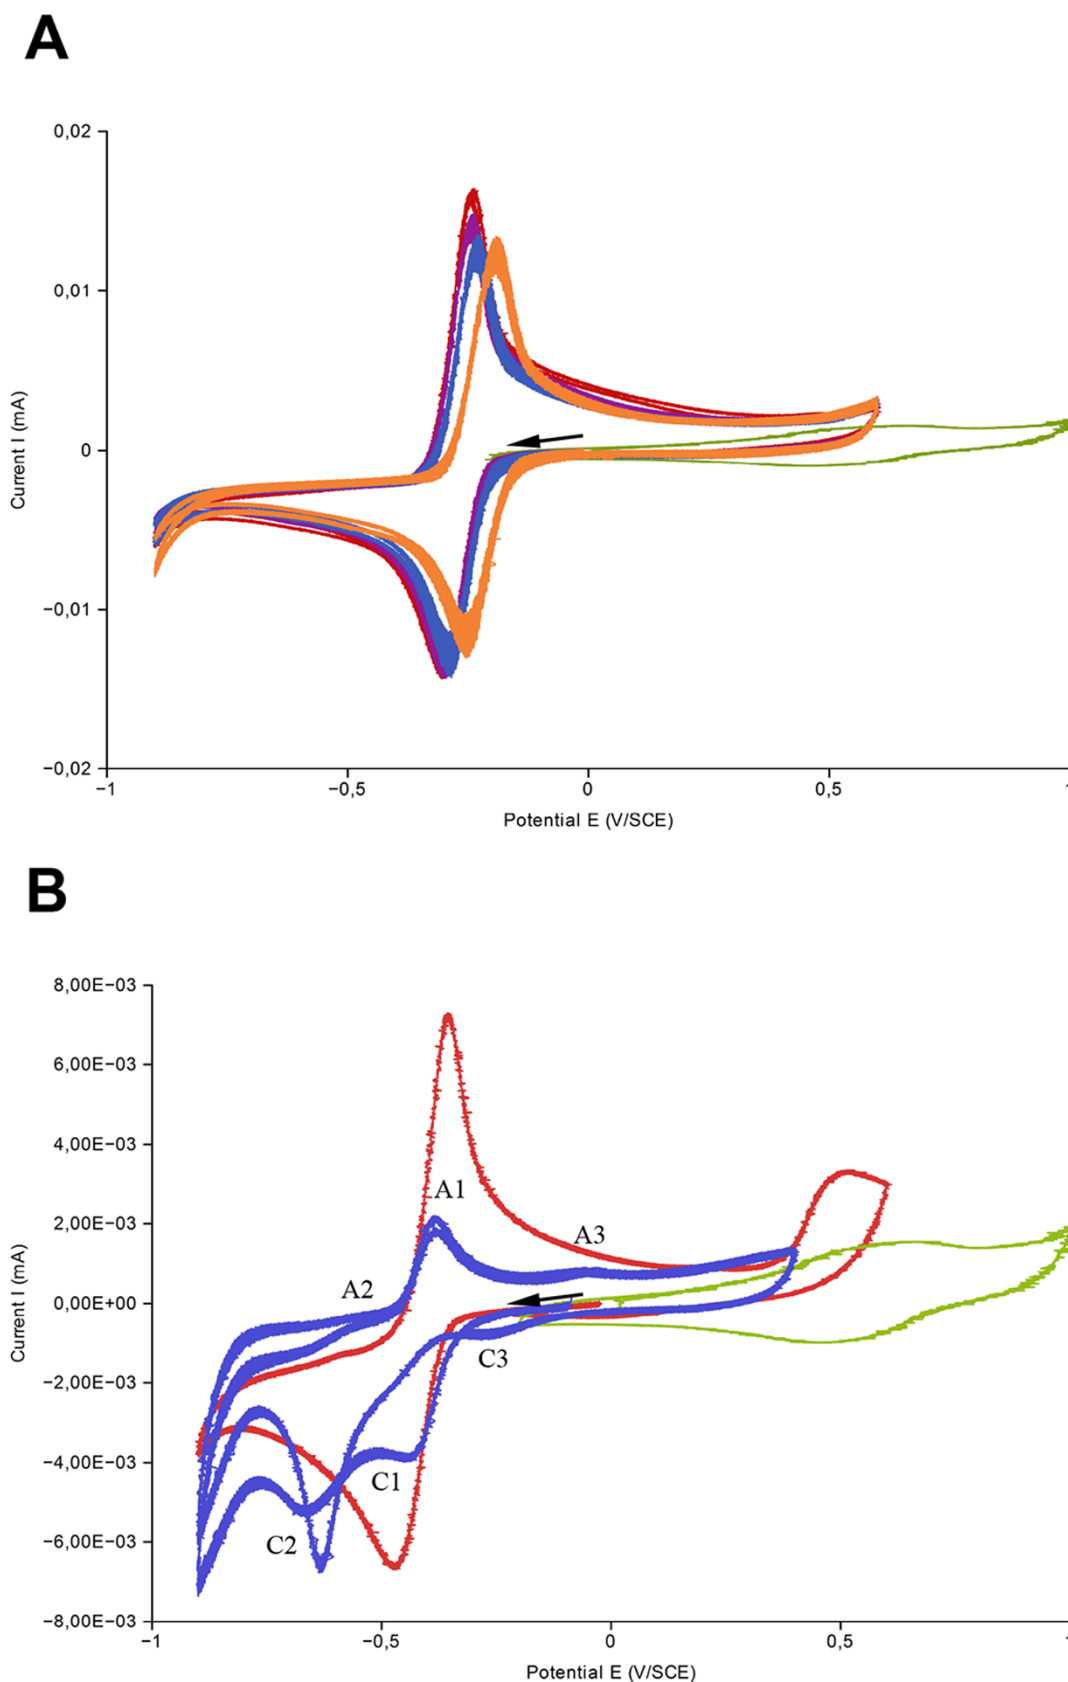 A
0,02
0,01
0
−0,01
−0,02
Current I (mA)
−1
−0,5
0
0,5
1
Potential E (V/SCE)
B
8,00E−03
6,00E−03
4,00E−03
2,00E−03
0,00E+00
−2,00E−03
−4,00E−03
−6,00E−03
−8,00E−03
Current I (mA)
A1
A3
A2
C3
C1
C2
−1
−0,5
0
0,5
1
Potential E (V/SCE)